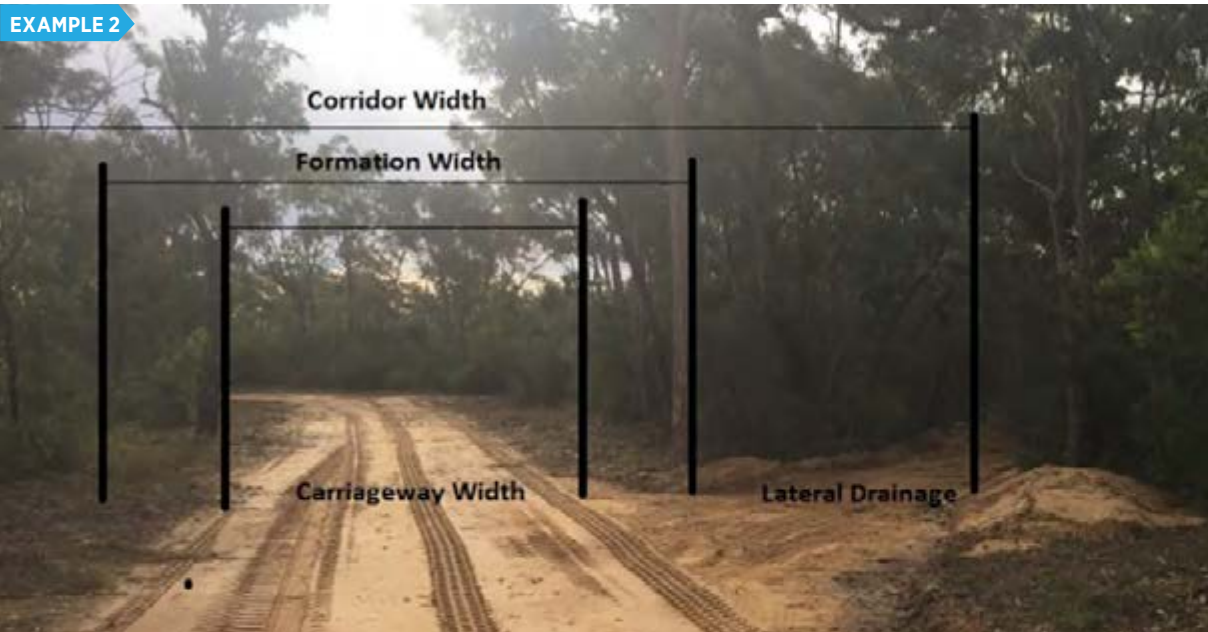 EXAMPLE 2
Corridor Width
Formation Width
Carriageway Width
Lateral Drainage